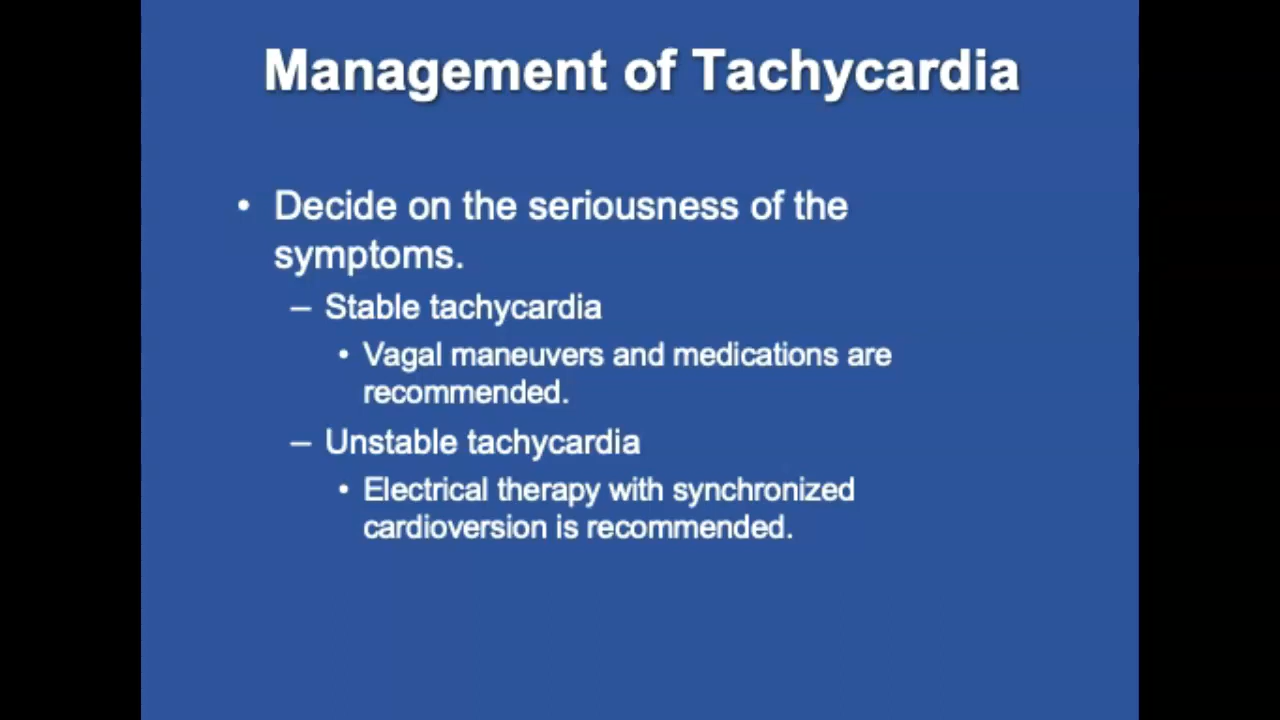 Management of Tachycardia
• Decide on the seriousness of the
symptoms.
– Stable tachycardia
• Vagal maneuvers and medications are
recommended.
– Unstable tachycardia
• Electrical therapy with synchronized
cardioversion is recommended.